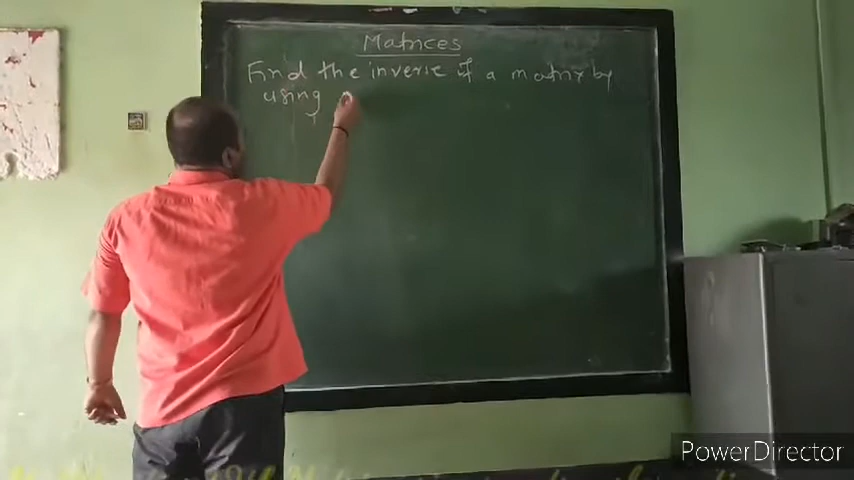 Matrices
Find the inverse of a matrix by
using
PowerDirector